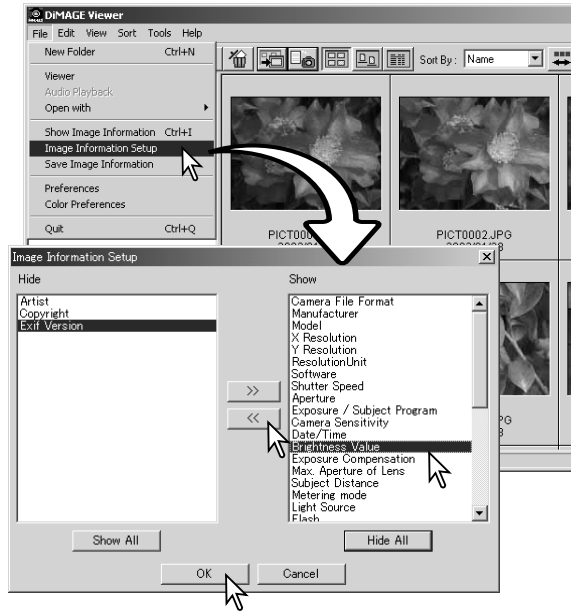 DiMAGE Viewer
File Edit View Sort Tools Help
New Folder Ctrl+N
Viewer
Audio Playback
Open with
Show Image Information Ctrl+I
Image Information Setup
Save Image Information
Preferences
Color Preferences
Quit Ctrl+Q
Sort By : Name
PICT0002.JPG
Image Information Setup
Hide
Show
Artist
Copyright
Exif Version
Camera File Format
Manufacturer
Model
X Resolution
Y Resolution
ResolutionUnit
Software
Shutter Speed
Aperture
Exposure / Subject Program
Camera Sensitivity
Date/Time
Brightness Value
Exposure Compensation
Max. Aperture of Lens
Subject Distance
Metering mode
Light Source
Flash
>>
<<
Show All
Hide All
OK
Cancel